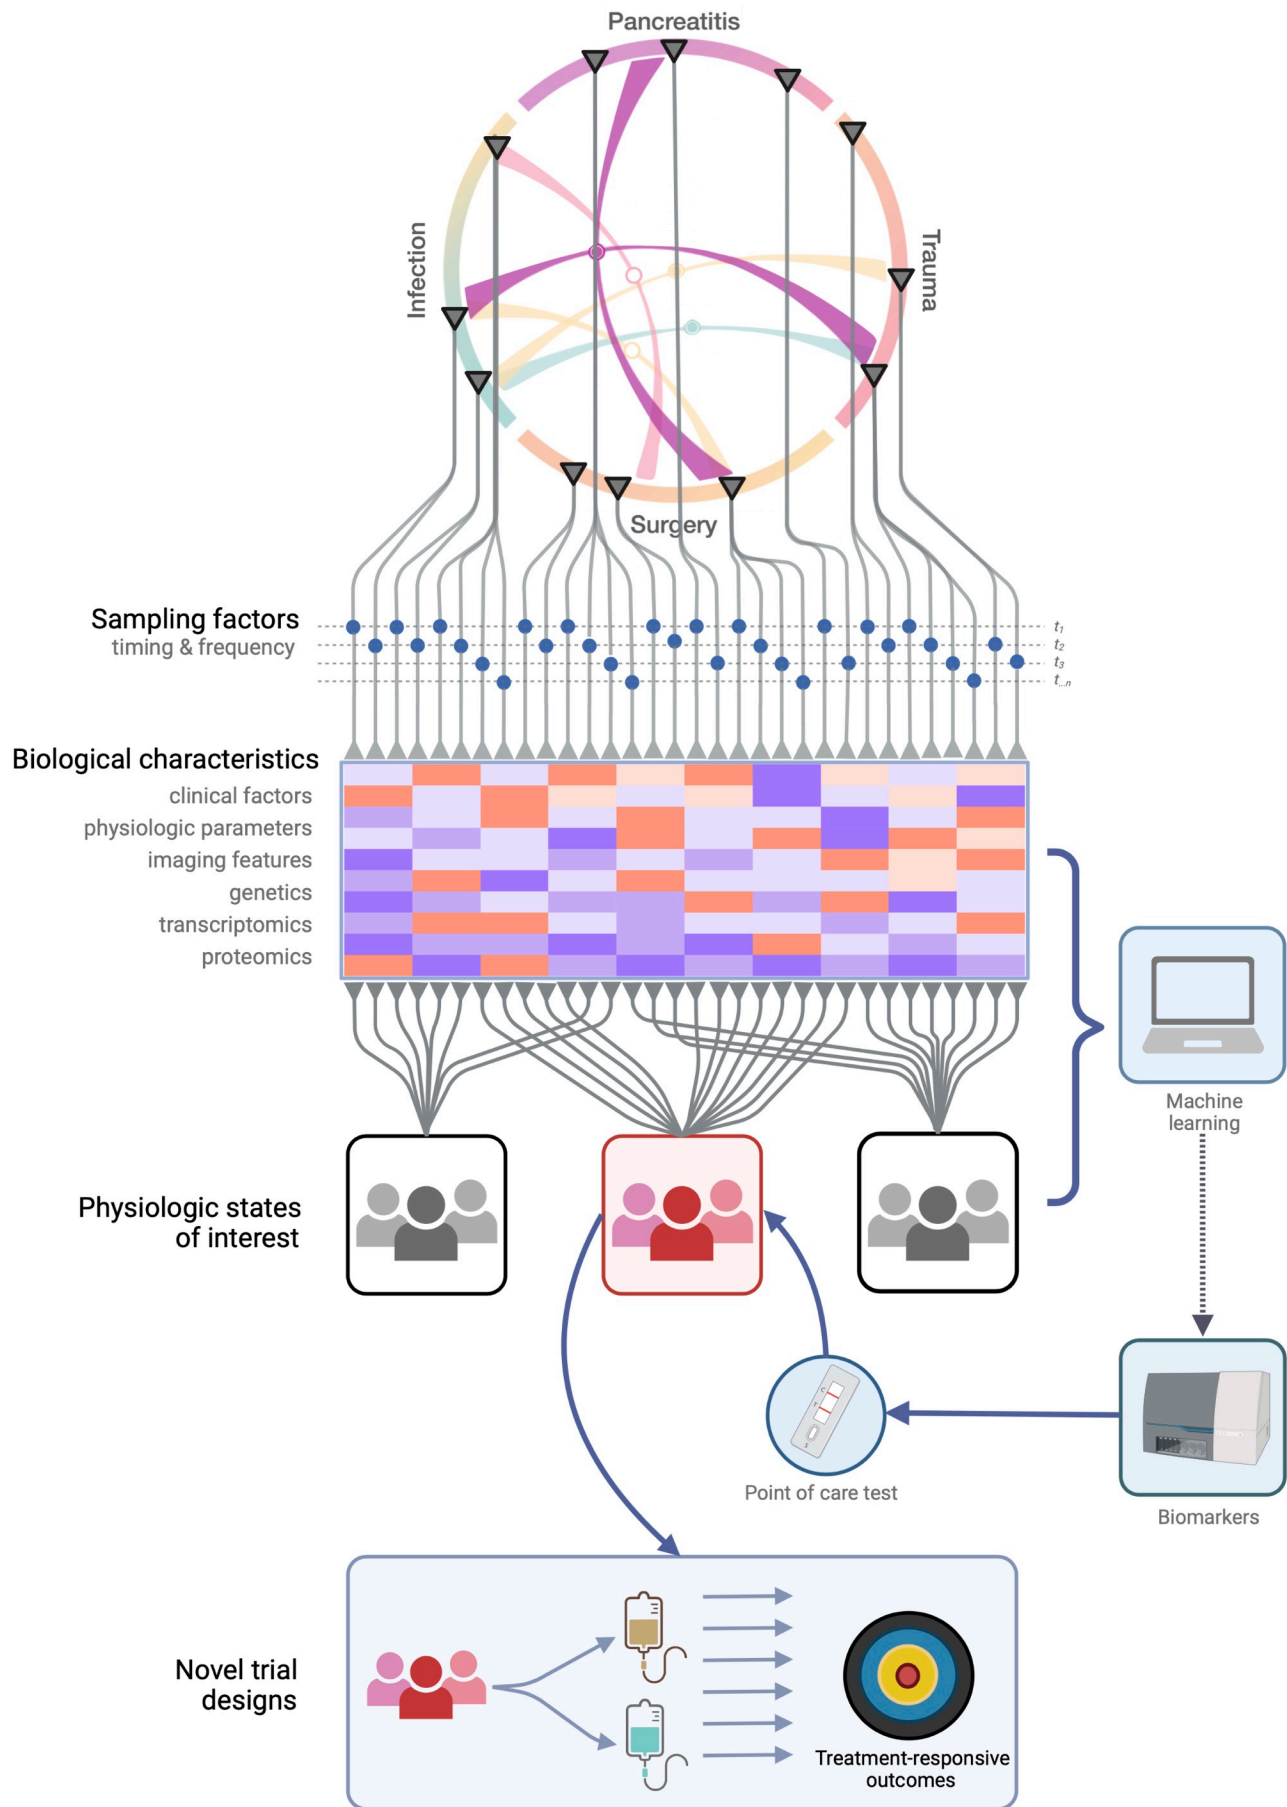 Pancreatitis
Infection
Trauma
Surgery
Sampling factors
timing & frequency
t1
t2
t3
t...n
Biological characteristics
clinical factors
physiologic parameters
imaging features
genetics
transcriptomics
proteomics
Machine
learning
Physiologic states
of interest
C
T
S
Point of care test
Biomarkers
Novel trial
designs
Treatment-responsive
outcomes